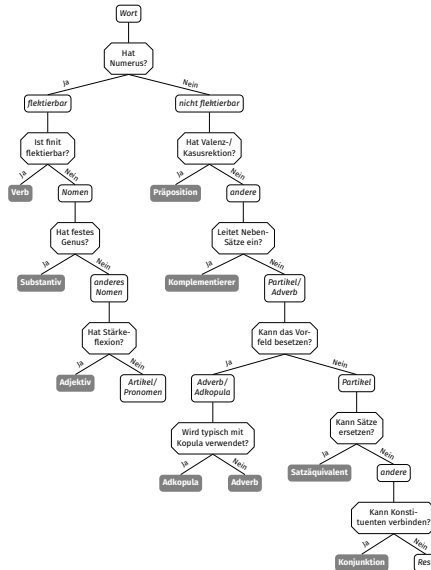 Wort
Hat
Numerus?
Ja
Nein
flektierbar
nicht flektierbar
Ist finit
flektierbar?
Hat Valenz-/
Kasusrektion?
Ja
Nein
Ja
Nein
Verb
Nomen
Präposition
andere
Hat festes
Genus?
Leitet Neben-
Sätze ein?
Ja
Nein
Ja
Nein
Substantiv
anderes
Nomen
Komplementierer
Partikel/
Adverb
Hat Stärke-
flexion?
Kann das Vor-
feld besetzen?
Ja
Nein
Ja
Nein
Adjektiv
Artikel/
Pronomen
Adverb/
Adkopula
Partikel
Wird typisch mit
Kopula verwendet?
Kann Sätze
ersetzen?
Ja
Nein
Ja
Nein
Adkopula
Adverb
Satzäquivalent
andere
Kann Konsti-
tuenten verbinden?
Ja
Nein
Konjunktion